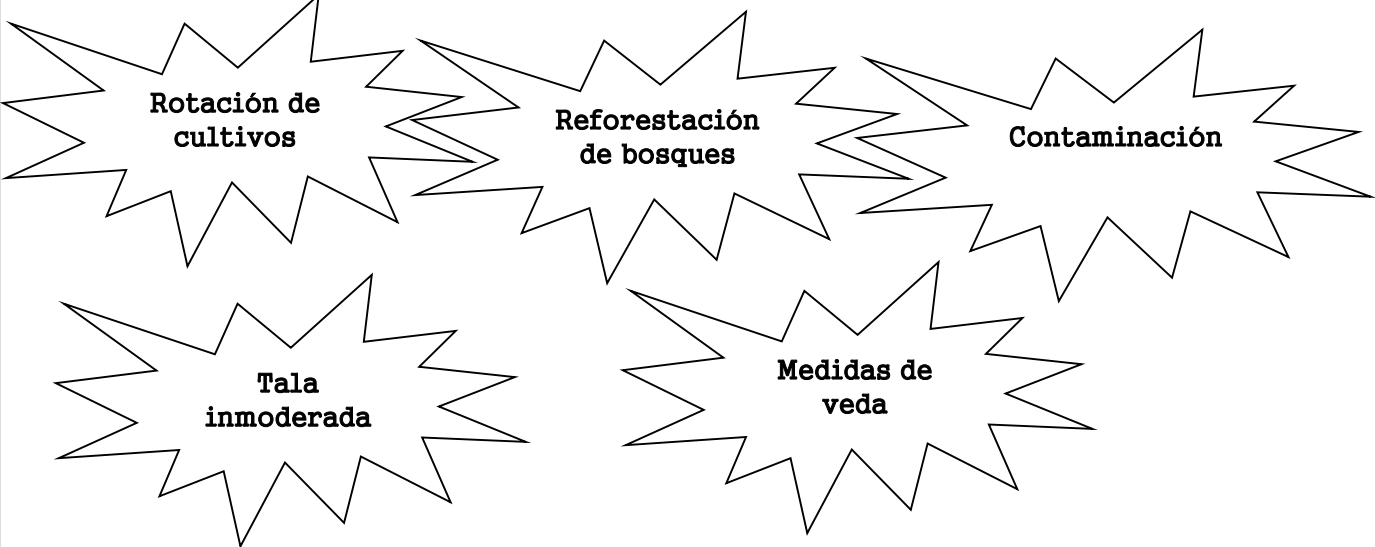 Rotación de
cultivos
Reforestación
de bosques
Contaminación
Tala
inmoderada
Medidas de
veda